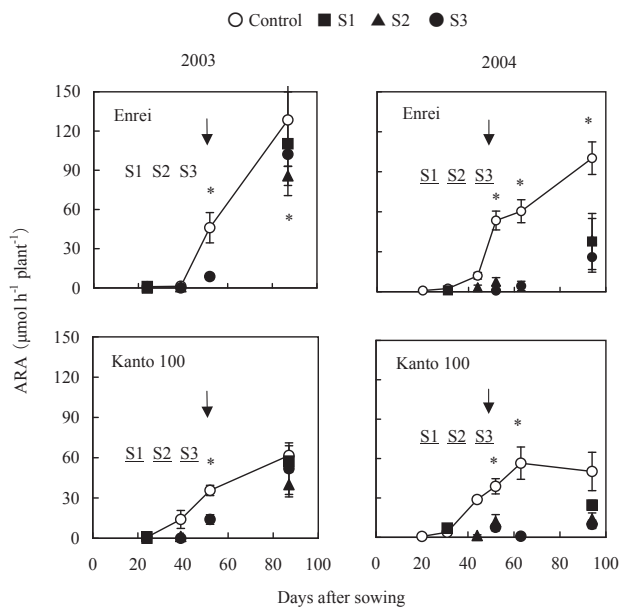 Control S1 S2 S3
2003 2004
150
120
90
60
30
0
Enrei
S1 S2 S3
*
*
Enrei
S1 S2 S3
*
*
*
ARA (μmol h-1 plant-1)
150
120
90
60
30
0
Kanto 100
S1 S2 S3
*
Kanto 100
S1 S2 S3
*
*
0 20 40 60 80 100
0 20 40 60 80 100
Days after sowing